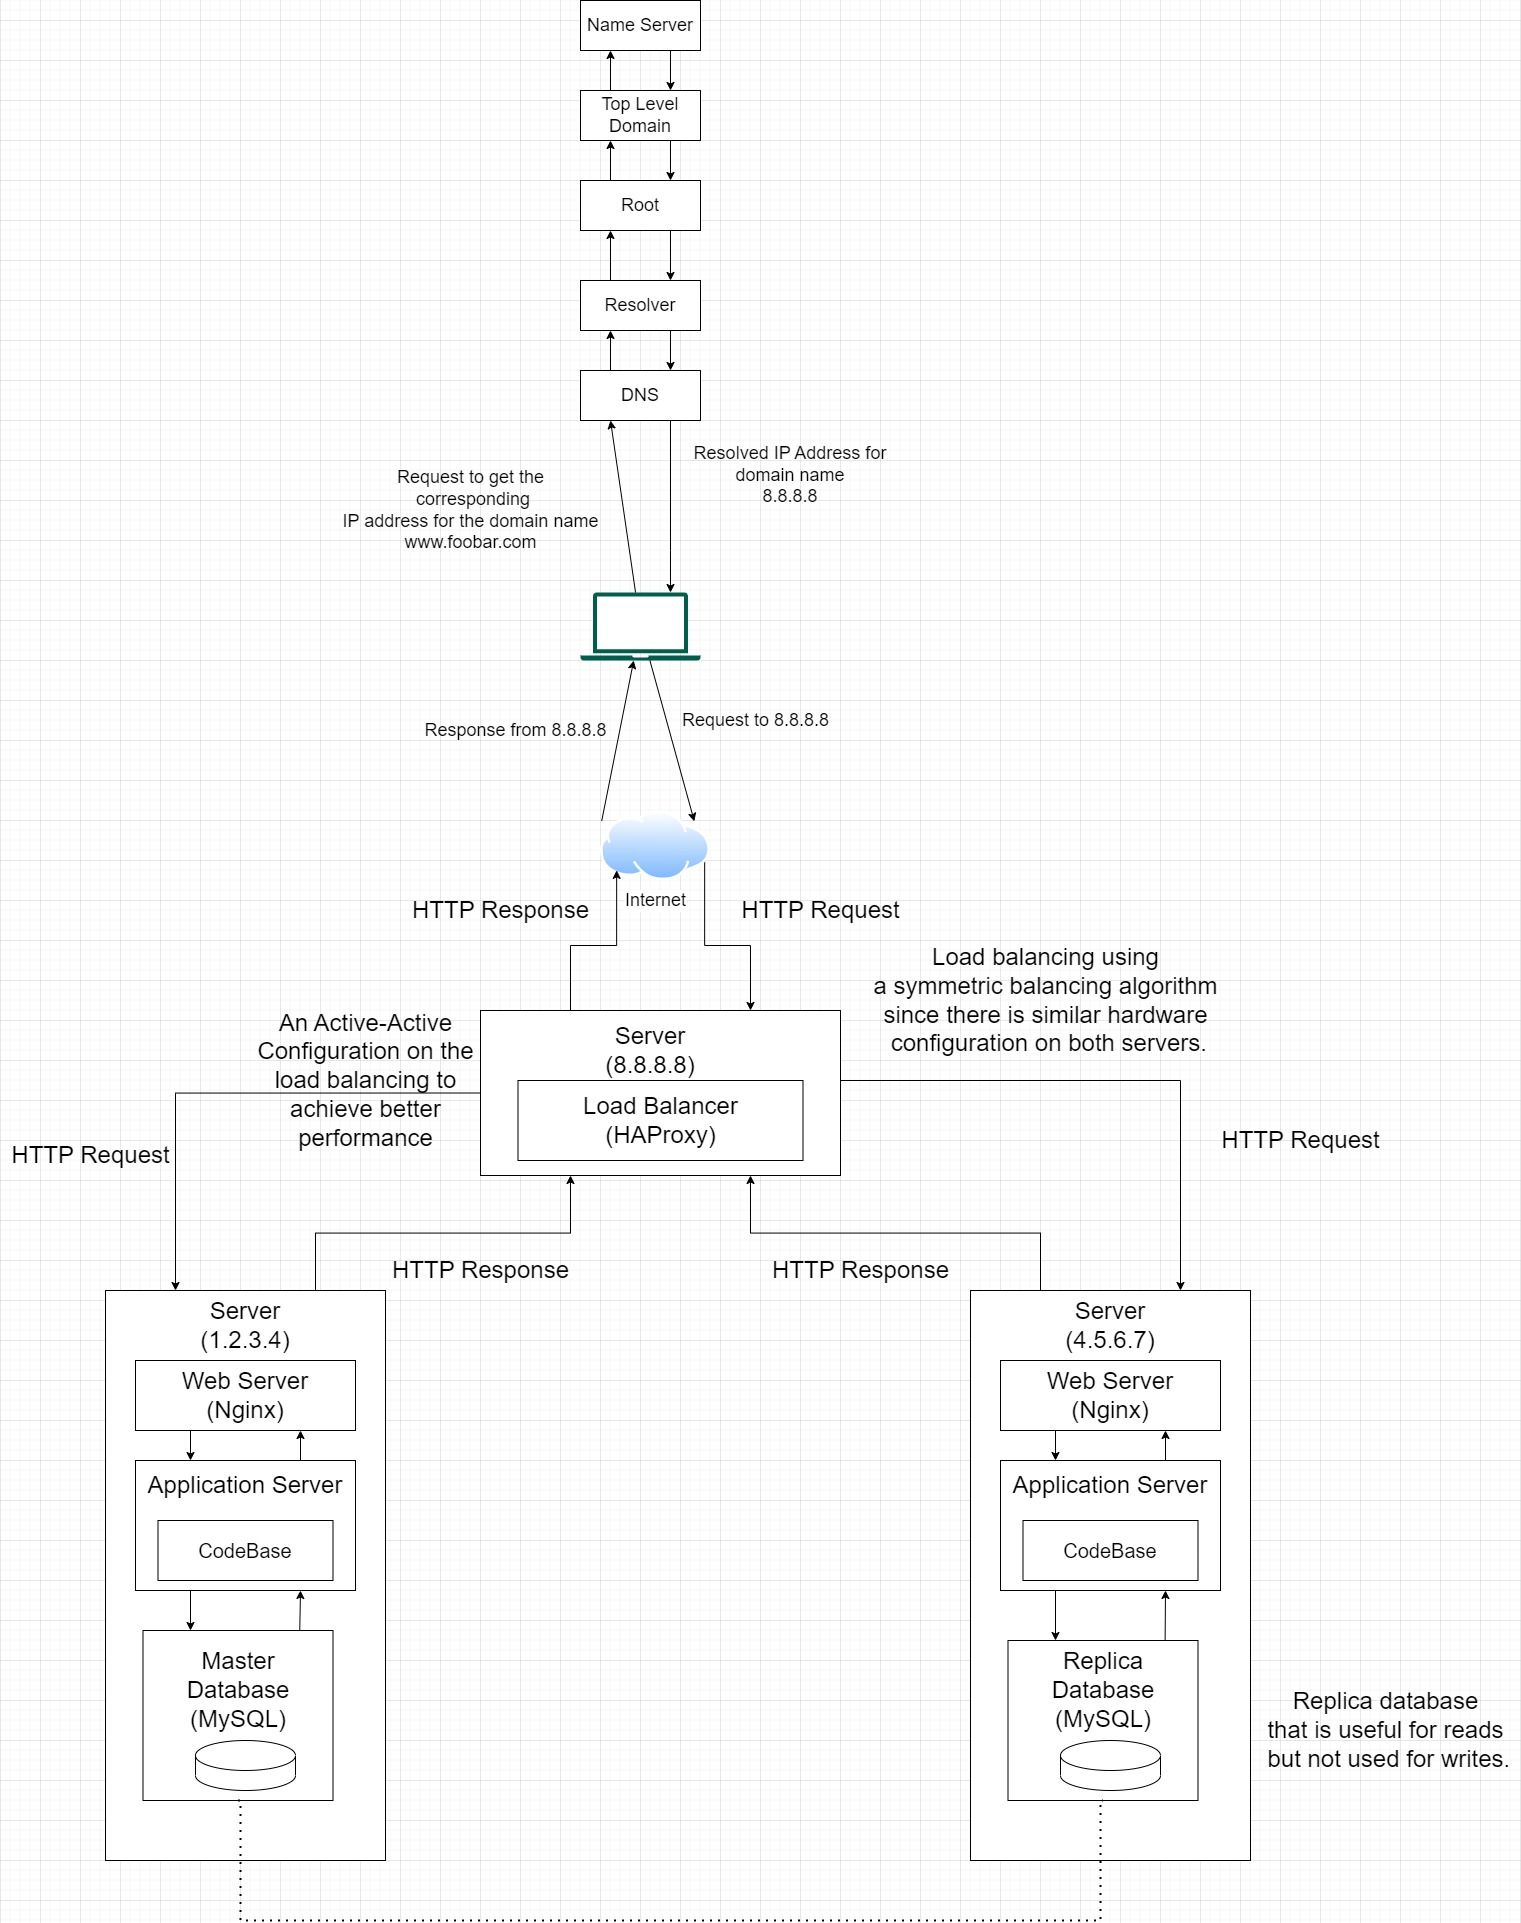 Name Server
Top Level
Domain
Root
Resolver
DNS
Resolved IP Address for
domain name
8.8.8.8
Request to get the
corresponding
IP address for the domain name
www.foobar.com
Response from 8.8.8.8
Request to 8.8.8.8
Internet
HTTP Response
HTTP Request
Load balancing using
a symmetric balancing algorithm
since there is similar hardware
configuration on both servers.
An Active-Active
Configuration on the
load balancing to
achieve better
performance
Server
(8.8.8.8)
Load Balancer
(HAProxy)
HTTP Request
HTTP Request
HTTP Response
HTTP Response
Server
(1.2.3.4)
Web Server
(Nginx)
Application Server
CodeBase
Master
Database
(MySQL)
Server
(4.5.6.7)
Web Server
(Nginx)
Application Server
CodeBase
Replica
Database
(MySQL)
Replica database
that is useful for reads
but not used for writes.